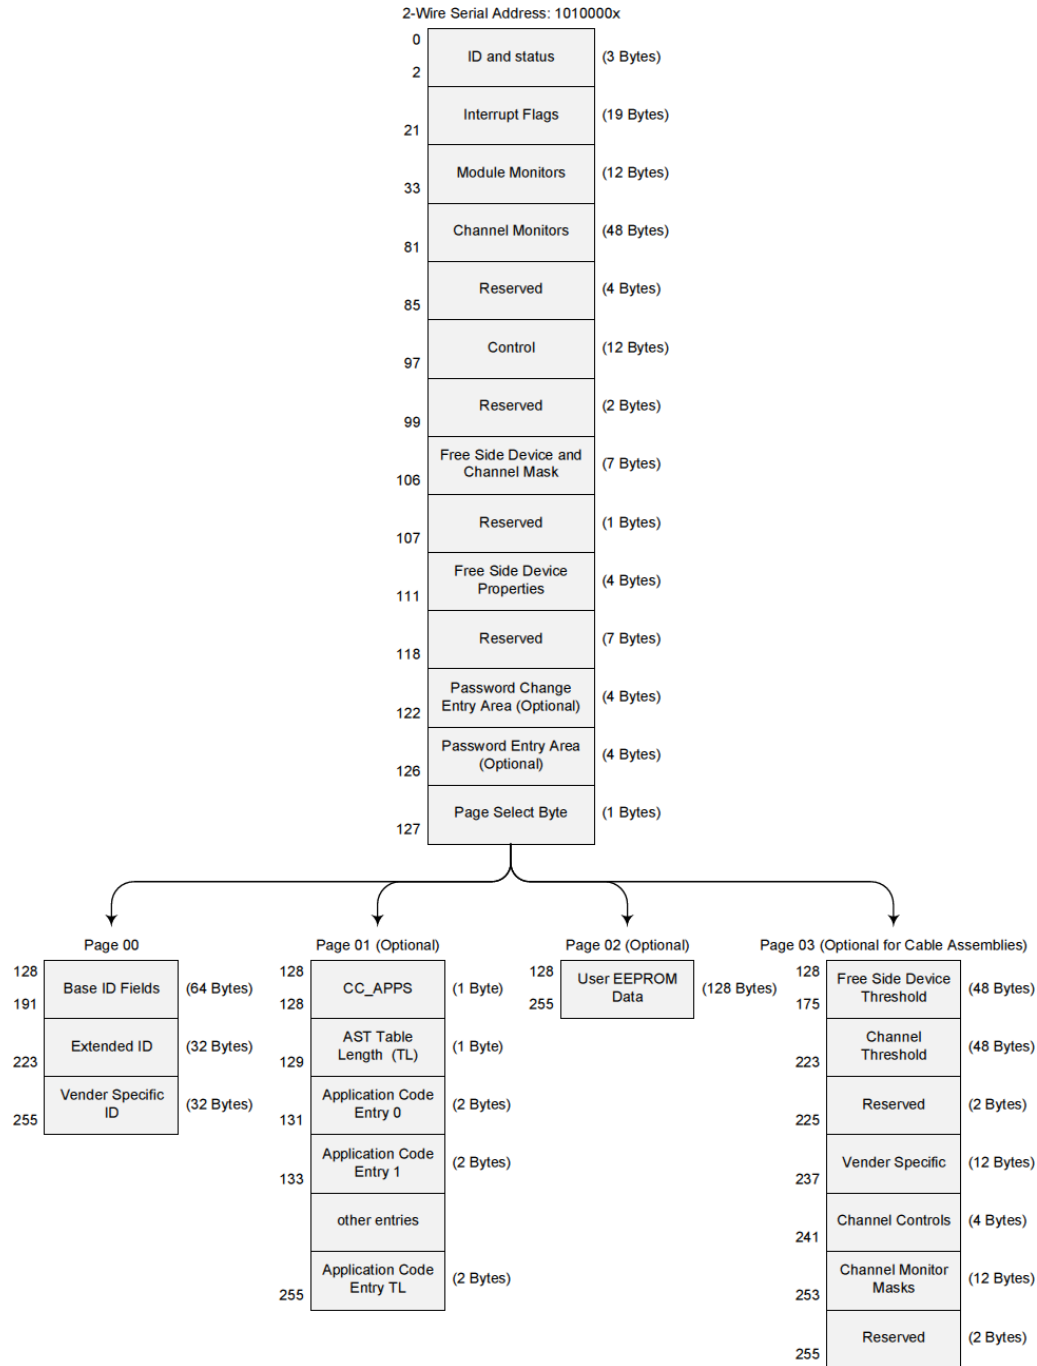 2-Wire Serial Address: 1010000x
0
ID and status
(3 Bytes)
2
Interrupt Flags
(19 Bytes)
21
Module Monitors
(12 Bytes)
33
Channel Monitors
(48 Bytes)
81
Reserved
(4 Bytes)
85
Control
(12 Bytes)
97
Reserved
(2 Bytes)
99
Free Side Device and
Channel Mask
(7 Bytes)
106
Reserved
(1 Bytes)
107
Free Side Device
Properties
(4 Bytes)
111
Reserved
(7 Bytes)
118
Password Change
Entry Area (Optional)
(4 Bytes)
122
Password Entry Area
(Optional)
(4 Bytes)
126
Page Select Byte
(1 Bytes)
127
Page 00
128
Base ID Fields
(64 Bytes)
191
Extended ID
(32 Bytes)
223
Vender Specific
ID
(32 Bytes)
255
Page 01 (Optional)
128
CC_APPS
(1 Byte)
128
AST Table
Length (TL)
(1 Byte)
129
Application Code
Entry 0
(2 Bytes)
131
Application Code
Entry 1
(2 Bytes)
133
other entries
Application Code
Entry TL
(2 Bytes)
255
Page 02 (Optional)
128
User EEPROM
Data
(128 Bytes)
255
Page 03 (Optional for Cable Assemblies)
128
Free Side Device
Threshold
(48 Bytes)
175
Channel
Threshold
(48 Bytes)
223
Reserved
(2 Bytes)
225
Vender Specific
(12 Bytes)
237
Channel Controls
(4 Bytes)
241
Channel Monitor
Masks
(12 Bytes)
253
Reserved
(2 Bytes)
255